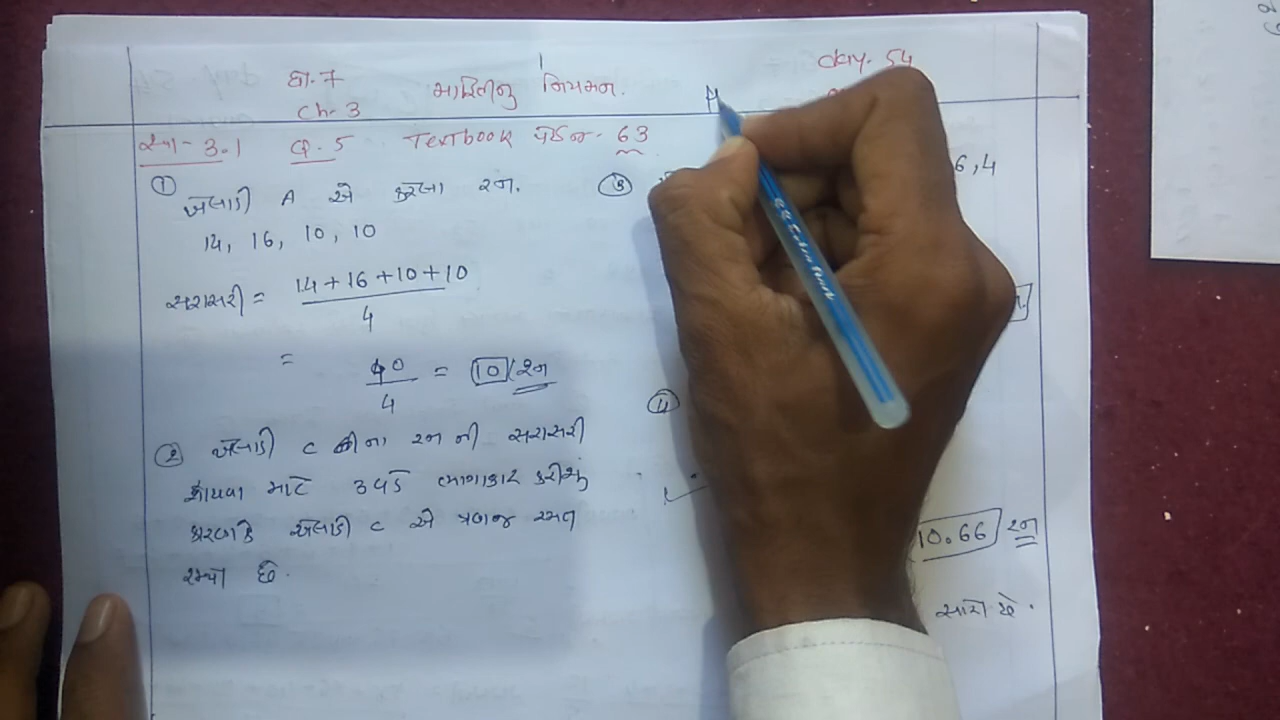 ધો. 7 માહિતીનું નિયમન. day. 54
Ch. 3
સ્વા- 3.1 Q. 5 Textbook પેઈજ. 63
① ખેલાડી A એ કરેલા રન.
14, 16, 10, 10
સરાસરી = 14 + 16 + 10 + 10
4
= 40 = 10 રન
4
② ખેલાડી C ના રન ની સરાસરી
શોધવા માટે 3 વડે ભાગાકાર કરીશું
કારણકે ખેલાડી C એ ત્રણજ રમત
રમ્યો છે.
③ 6, 4
④
10.66 રન
સારો છે.